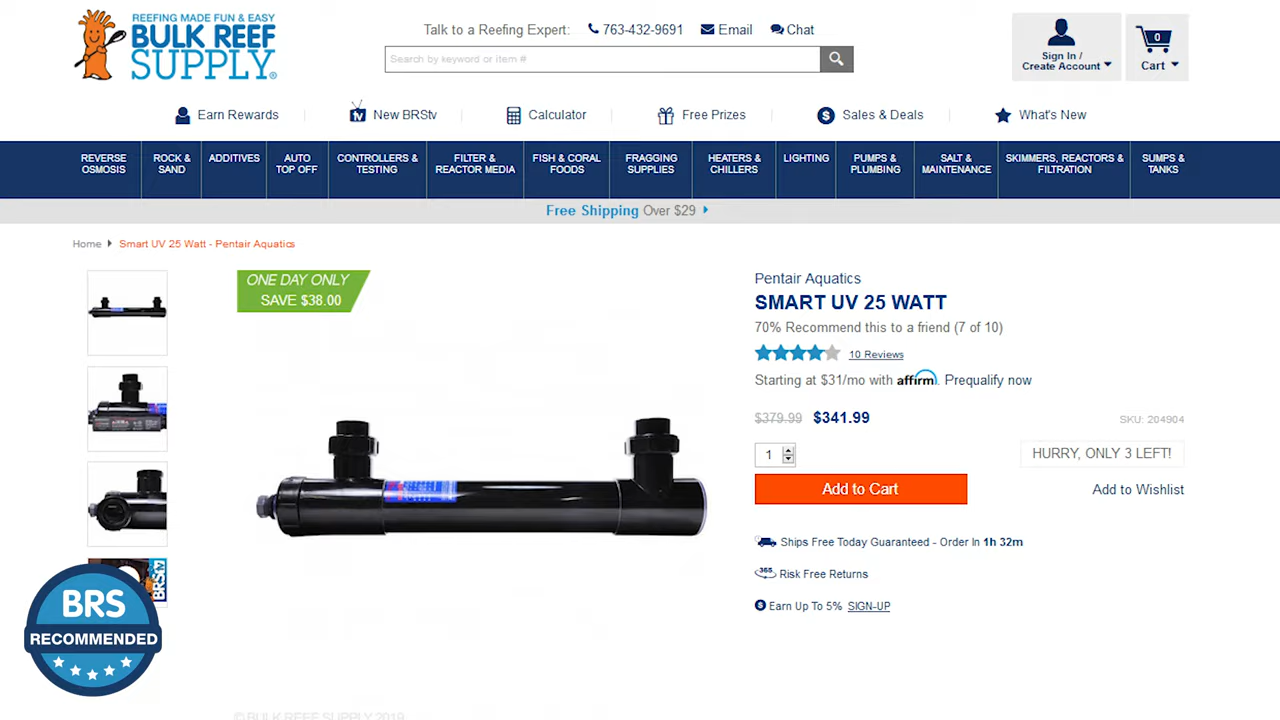 REEFING MADE FUN & EASY
BULK REEF
SUPPLY®
Talk to a Reefing Expert: 763-432-9691 Email Chat
Search by keyword or item #
Sign In /
Create Account
0
Cart
Earn Rewards
tv New BRStv
Calculator
Free Prizes
$ Sales & Deals
What's New
REVERSE OSMOSIS
ROCK & SAND
ADDITIVES
AUTO TOP OFF
CONTROLLERS & TESTING
FILTER & REACTOR MEDIA
FISH & CORAL FOODS
FRAGGING SUPPLIES
HEATERS & CHILLERS
LIGHTING
PUMPS & PLUMBING
SALT & MAINTENANCE
SKIMMERS, REACTORS & FILTRATION
SUMPS & TANKS
Free Shipping Over $29
Home Smart UV 25 Watt - Pentair Aquatics
ONE DAY ONLY
SAVE $38.00
Pentair Aquatics
SMART UV 25 WATT
70% Recommend this to a friend (7 of 10)
10 Reviews
Starting at $31/mo with affirm. Prequalify now
$379.99 $341.99
SKU: 204904
1
HURRY, ONLY 3 LEFT!
Add to Cart
Add to Wishlist
Ships Free Today Guaranteed - Order In 1h 32m
365 Risk Free Returns
$ Earn Up To 5% SIGN-UP
BRStv
BRS
RECOMMENDED
© BULK REEF SUPPLY 2019